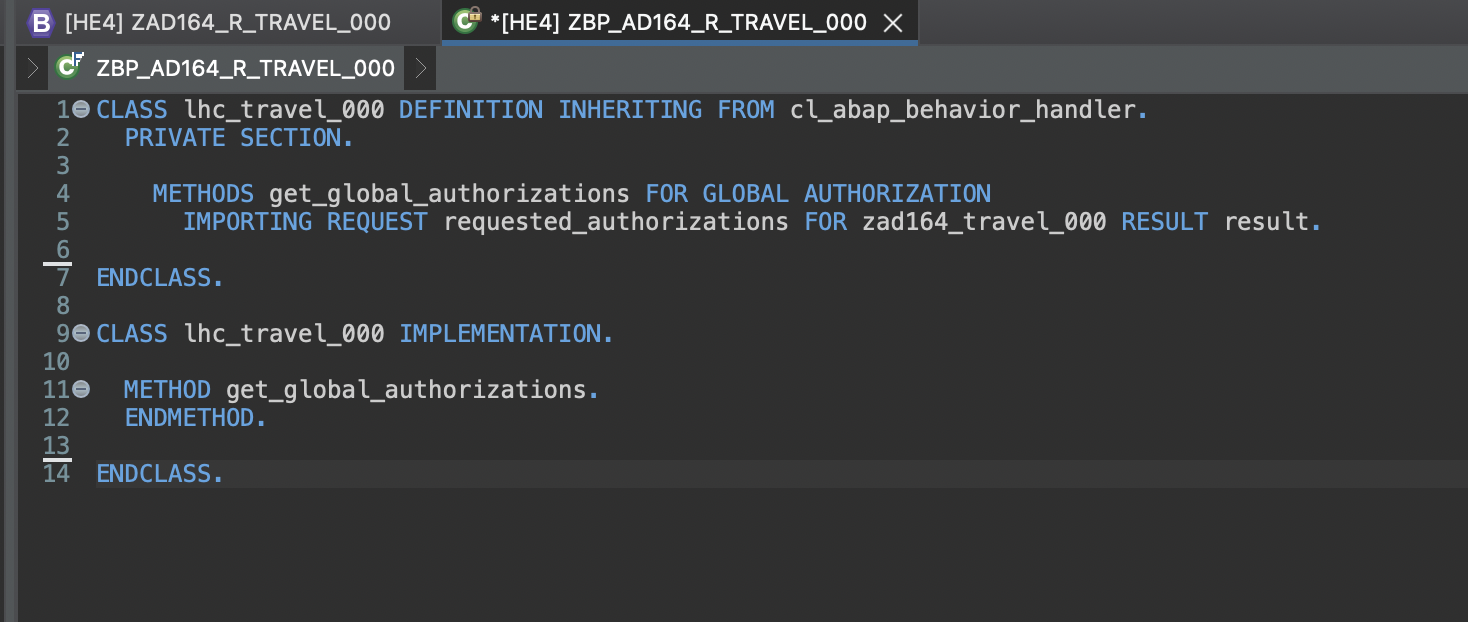 B [HE4] ZAD164_R_TRAVEL_000 C *[HE4] ZBP_AD164_R_TRAVEL_000
C F ZBP_AD164_R_TRAVEL_000
1 CLASS lhc_travel_000 DEFINITION INHERITING FROM cl_abap_behavior_handler.
2 PRIVATE SECTION.
3
4 METHODS get_global_authorizations FOR GLOBAL AUTHORIZATION
5 IMPORTING REQUEST requested_authorizations FOR zad164_travel_000 RESULT result.
6
7 ENDCLASS.
8
9 CLASS lhc_travel_000 IMPLEMENTATION.
10
11 METHOD get_global_authorizations.
12 ENDMETHOD.
13
14 ENDCLASS.